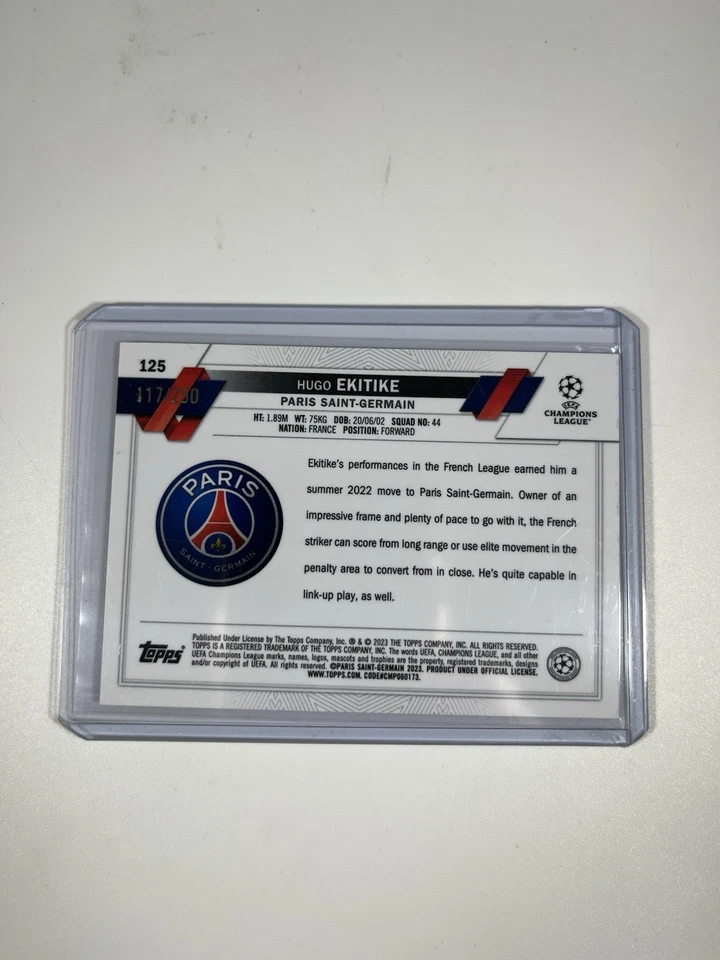 125
HUGO EKITIKE
PARIS SAINT-GERMAIN
HT: 1.89M WT: 75KG DOB: 20/06/02 SQUAD NO: 44
NATION: FRANCE POSITION: FORWARD
UEFA
CHAMPIONS
LEAGUE
PARIS
SAINT-GERMAIN
Ekitike's performances in the French League earned him a
summer 2022 move to Paris Saint-Germain. Owner of an
impressive frame and plenty of pace to go with it, the French
striker can score from long range or use elite movement in the
penalty area to convert from in close. He's quite capable in
link-up play, as well.
topps
Published Under License by The Topps Company, Inc. ® & © 2023 THE TOPPS COMPANY, INC. ALL RIGHTS RESERVED.
TOPPS IS A REGISTERED TRADEMARK OF THE TOPPS COMPANY, INC. The words UEFA, CHAMPIONS LEAGUE, and all other
UEFA Champions League marks, names, logos, mascots and trophies are the property, registered trademarks, designs
and/or copyright of UEFA. All rights reserved. ©PARIS SAINT-GERMAIN 2023. PRODUCT UNDER OFFICIAL LICENSE.
WWW.TOPPS.COM. CODE#CMP060173.